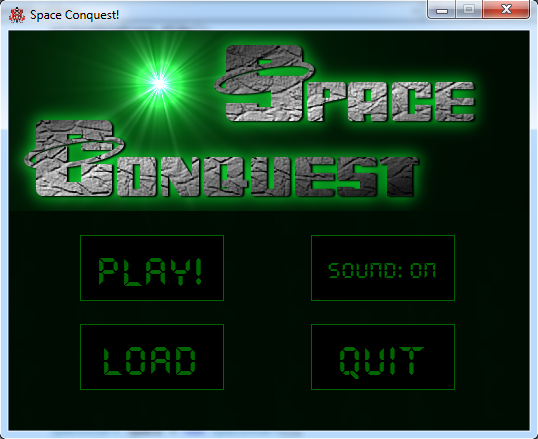 Space Conquest!
SPACE
CONQUEST
PLAY!
SOUND: ON
LOAD
QUIT